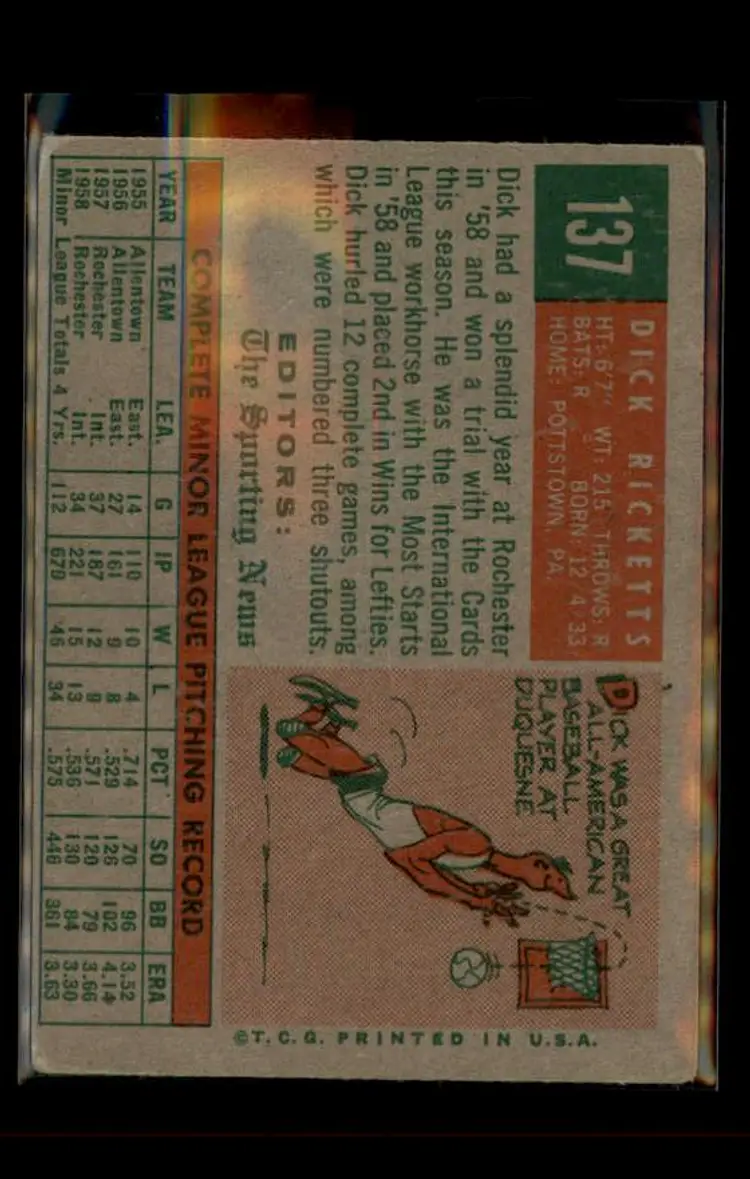 137
DICK RICKETTS
HT: 6'7" WT: 215 THROWS: R
BATS: R BORN: 12 4 33
HOME: POTTSTOWN, PA.
Dick had a splendid year at Rochester
in '58 and won a trial with the Cards
this season. He was the International
League workhorse with the Most Starts
in '58 and placed 2nd in Wins for Lefties.
Dick hurled 12 complete games, among
which were numbered three shutouts.
EDITORS:
The Sporting News
DICK WAS A GREAT
ALL-AMERICAN
BASEBALL
PLAYER AT
DUQUESNE
COMPLETE MINOR LEAGUE PITCHING RECORD
YEAR TEAM LEA. G IP W L PCT SO BB ERA
1955 Allentown East. 14 110 10 4 .714 70 96 3.52
1956 Allentown East. 27 161 9 8 .529 126 102 4.14
1957 Rochester Int. 37 187 12 9 .571 120 79 3.66
1958 Rochester Int. 34 221 15 13 .536 130 84 3.30
Minor League Totals 4 Yrs. 112 679 46 34 .575 446 361 3.63
©T.C.G. PRINTED IN U.S.A.